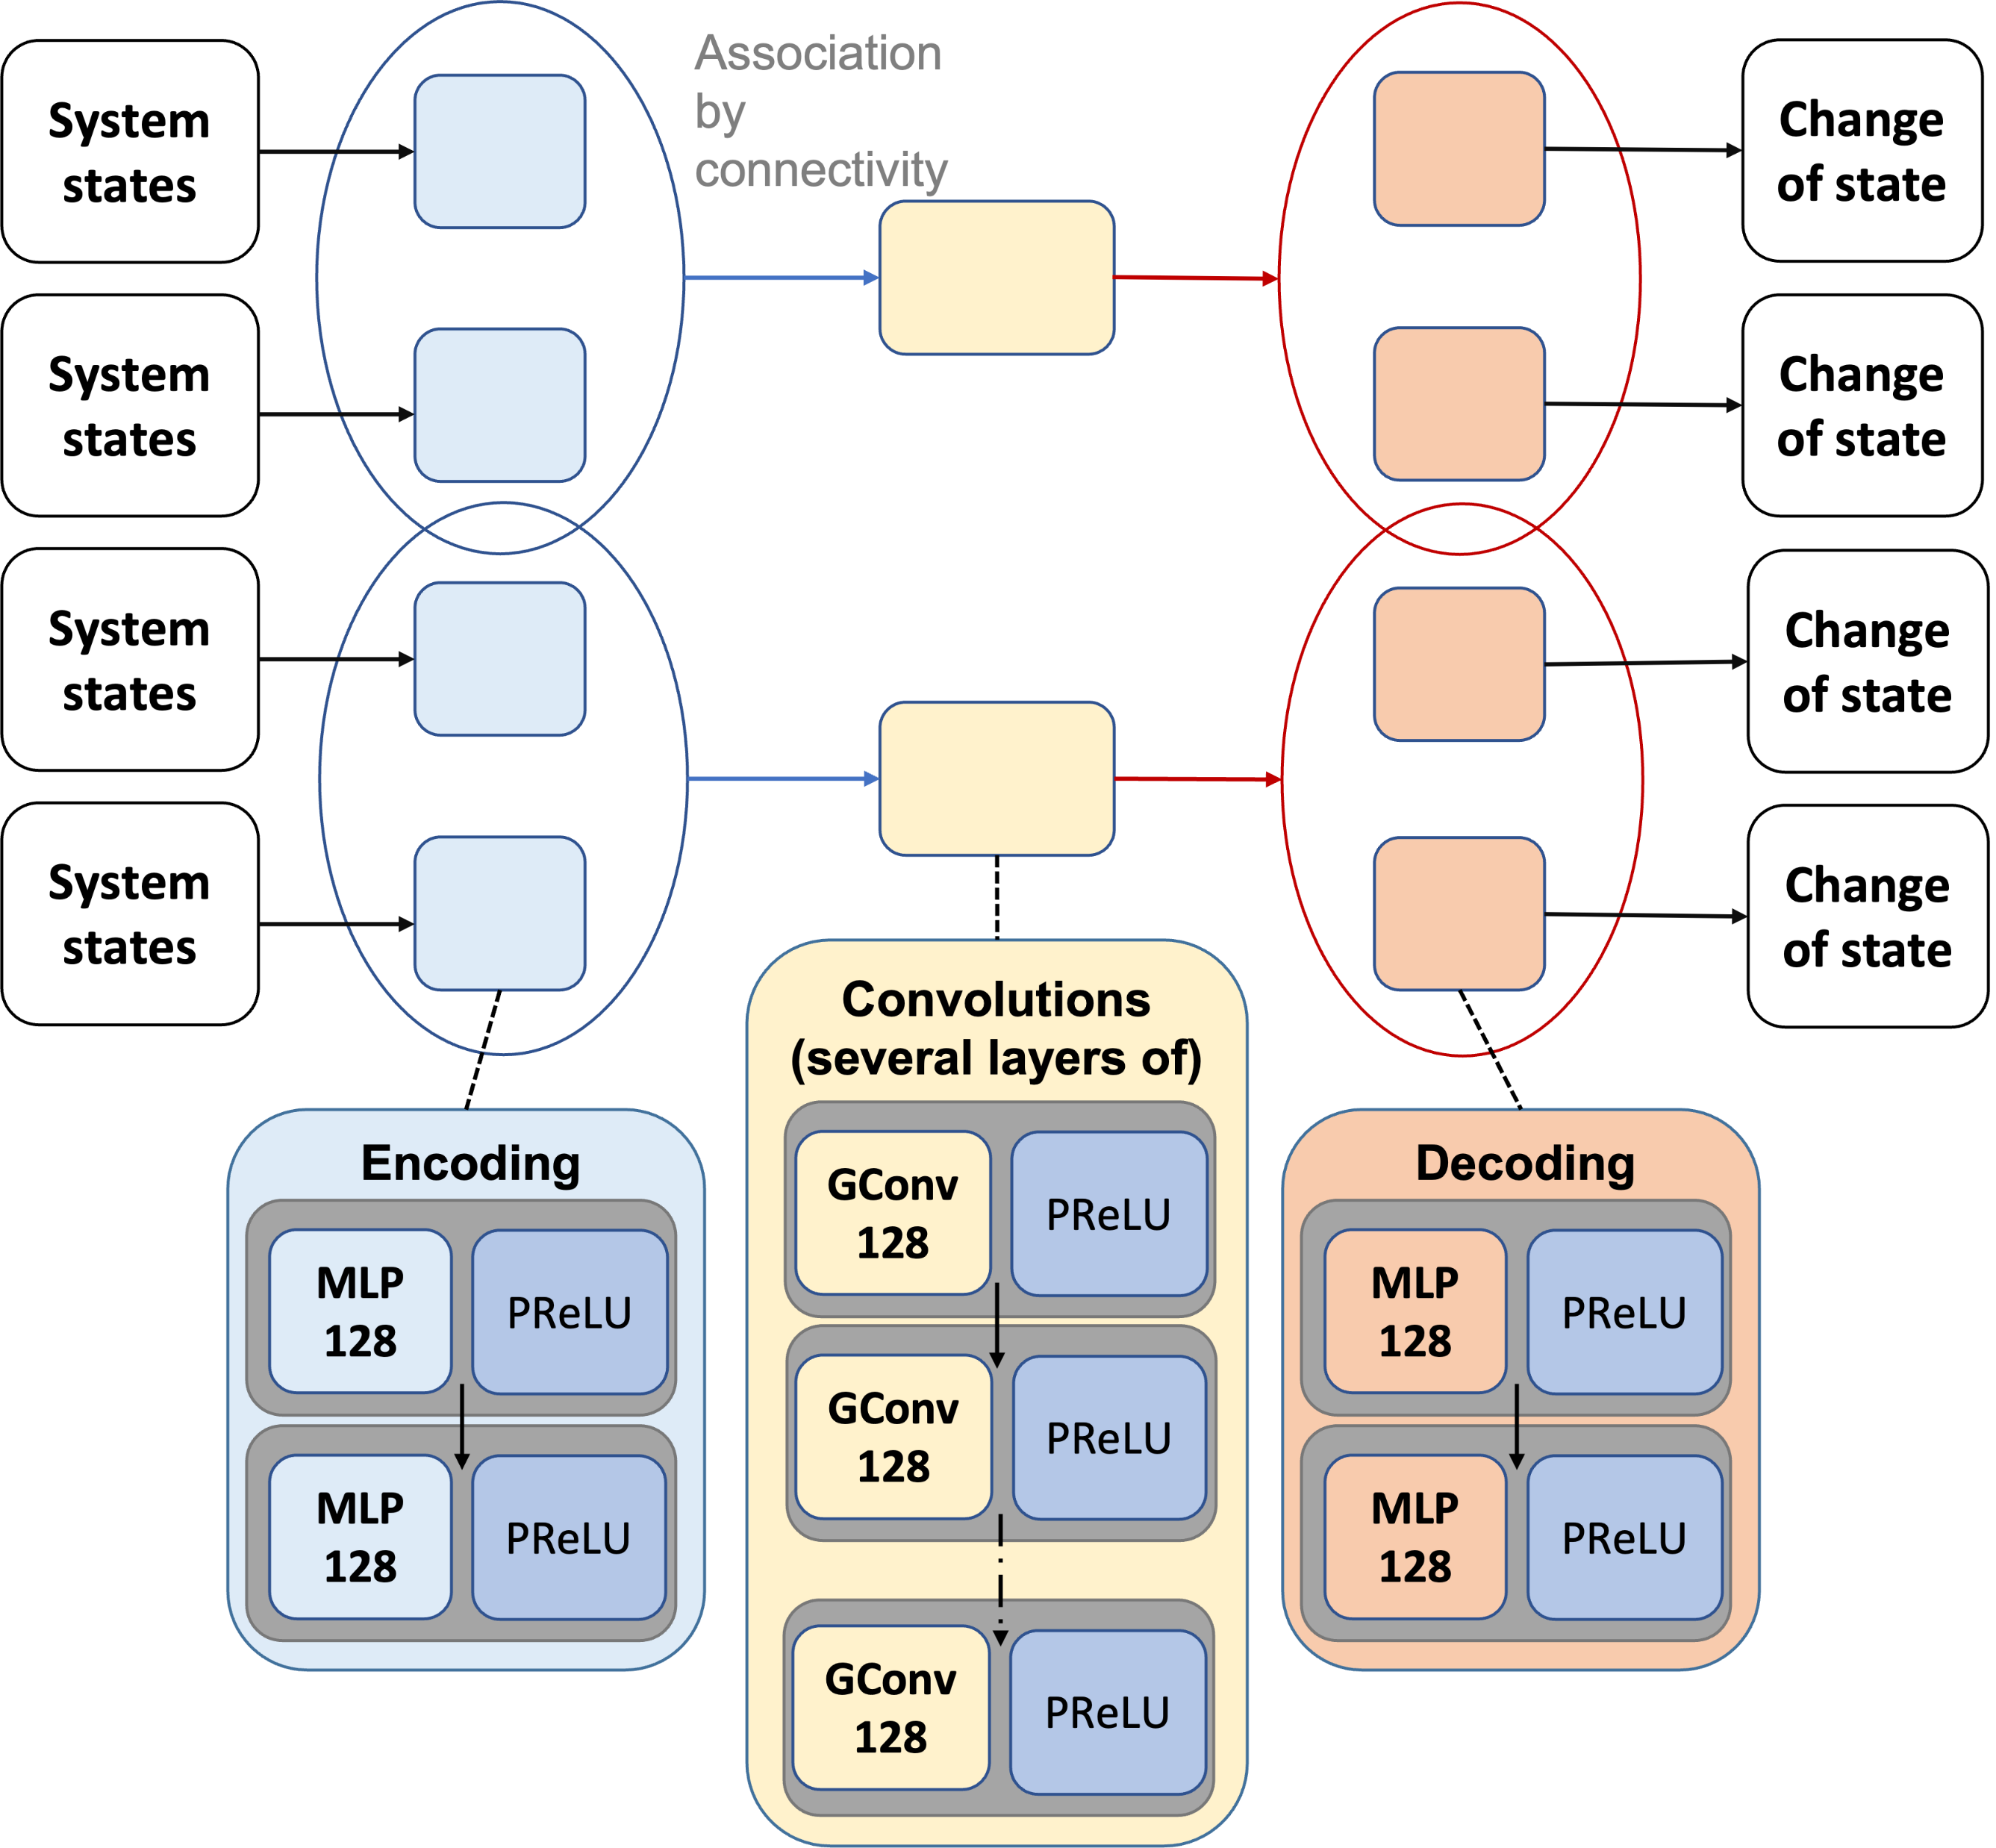 System
states
System
states
System
states
System
states
Association
by
connectivity
Change
of state
Change
of state
Change
of state
Change
of state
Encoding
MLP
128
PReLU
MLP
128
PReLU
Convolutions
(several layers of)
GConv
128
PReLU
GConv
128
PReLU
GConv
128
PReLU
Decoding
MLP
128
PReLU
MLP
128
PReLU